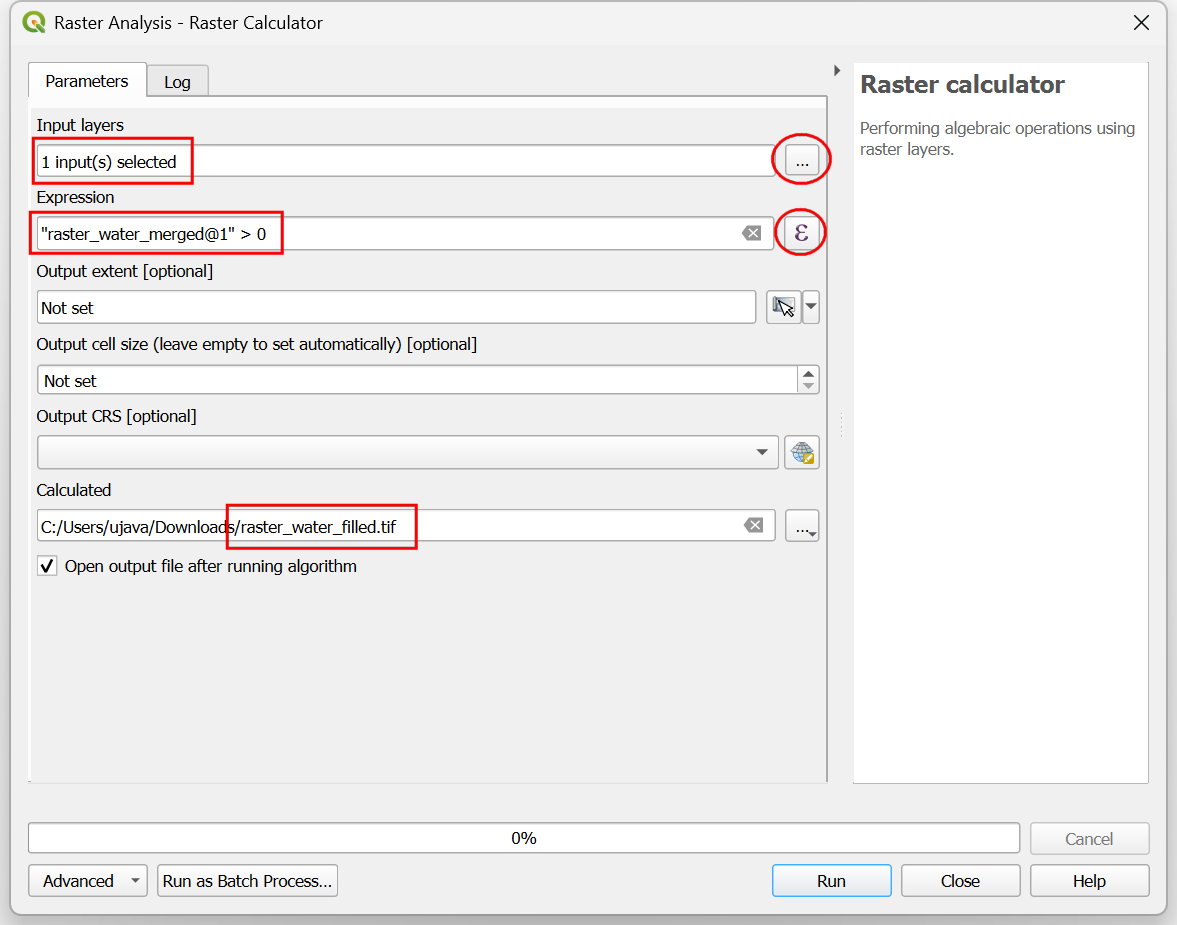 Raster Analysis - Raster Calculator
Parameters
Log
Input layers
1 input(s) selected
...
Expression
"raster_water_merged@1" > 0
ε
Output extent [optional]
Not set
Output cell size (leave empty to set automatically) [optional]
Not set
Output CRS [optional]
Calculated
C:/Users/ujava/Downloads/raster_water_filled.tif
...
Open output file after running algorithm
Raster calculator
Performing algebraic operations using
raster layers.
0%
Cancel
Advanced
Run as Batch Process...
Run
Close
Help